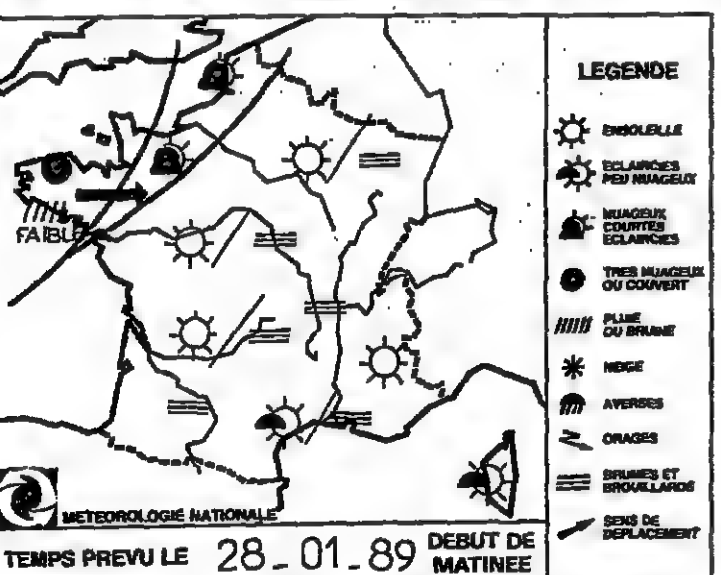 FAIBLE
METEOROLOGIE NATIONALE
TEMPS PREVU LE 28_01_89 DEBUT DE
MATINEE
LEGENDE
ENSOLEILLE
ECLAIRCIES
PEU NUAGEUX
NUAGEUX
COURTES
ECLAIRCIES
TRES NUAGEUX
OU COUVERT
PLUIE
OU BRUINE
NEIGE
AVERSES
ORAGES
BRUMES ET
BROUILLARDS
SENS DE
DEPLACEMENT